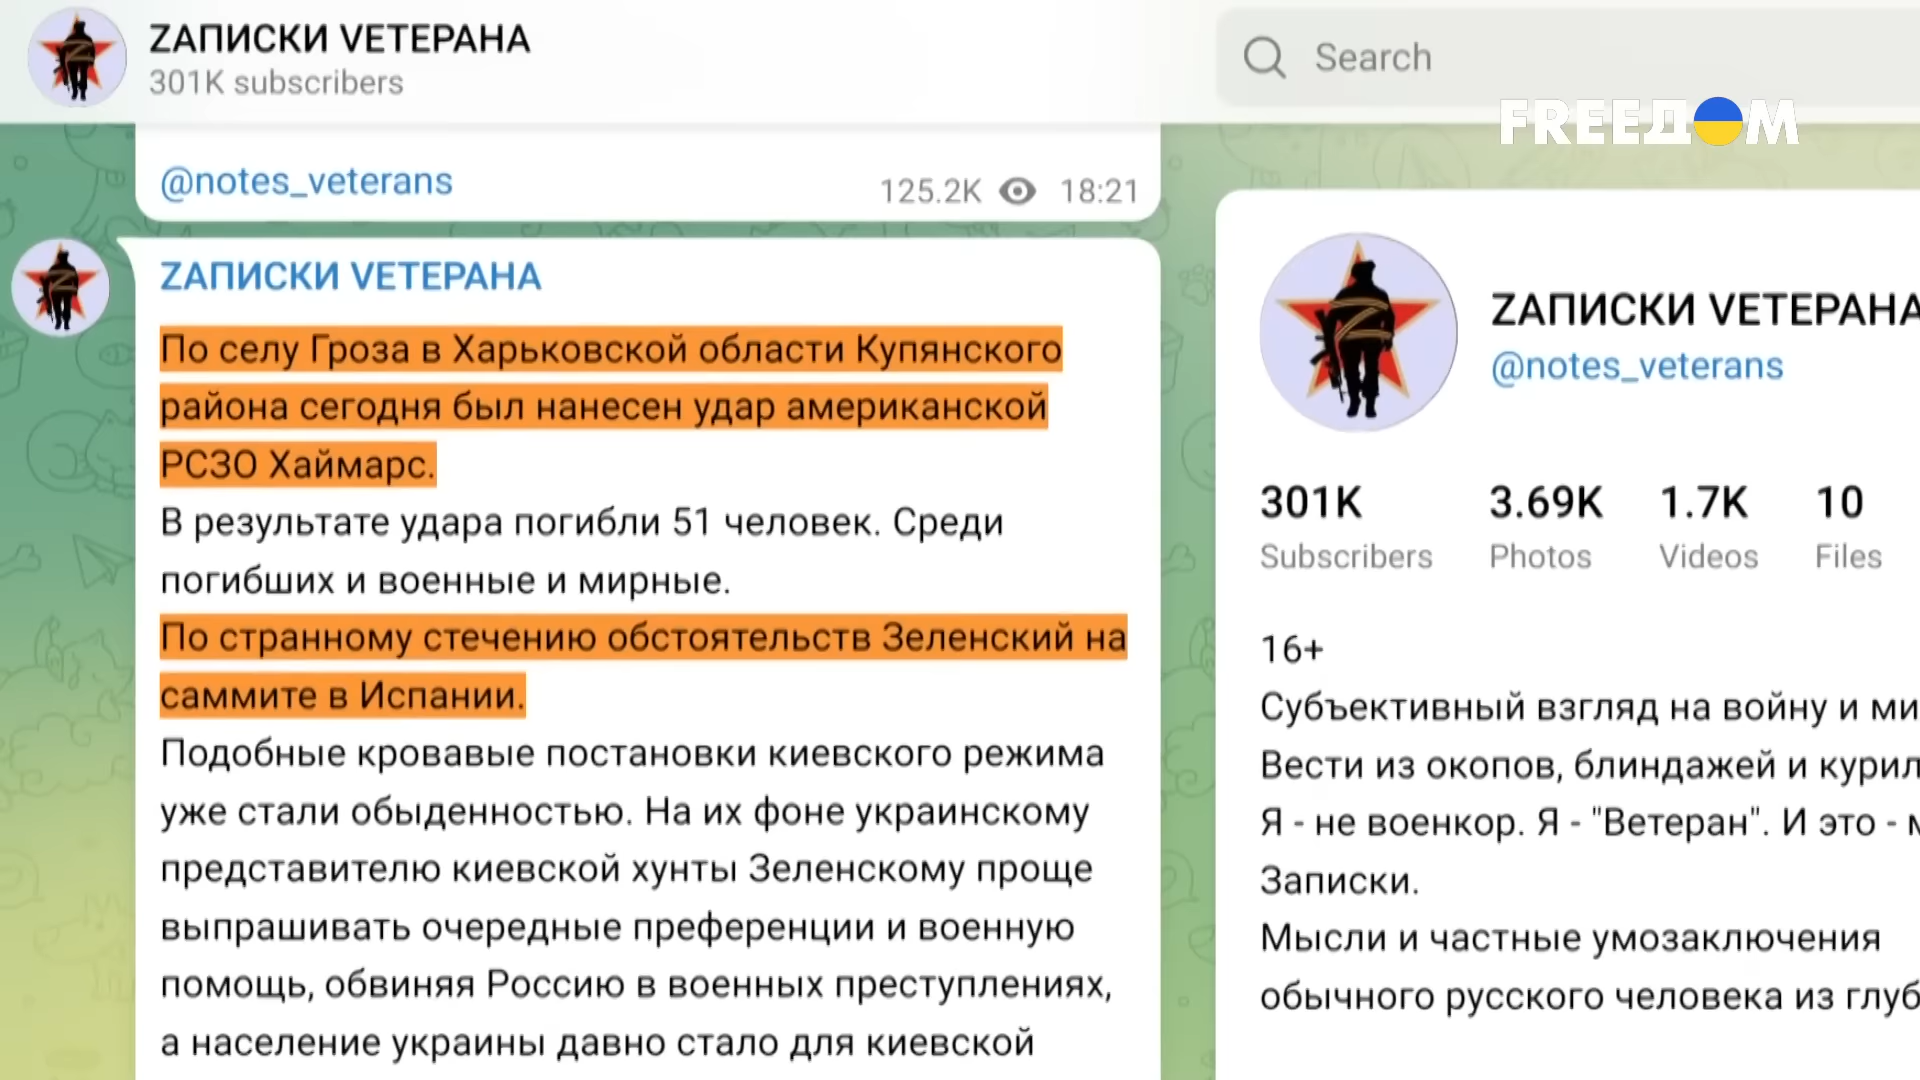 ZАПИСКИ VЕТЕРАНА
301K subscribers
Search
FREEДОМ
@notes_veterans
125.2K 18:21
ZАПИСКИ VЕТЕРАНА
По селу Гроза в Харьковской области Купянского
района сегодня был нанесен удар американской
РСЗО Хаймарс.
В результате удара погибли 51 человек. Среди
погибших и военные и мирные.
По странному стечению обстоятельств Зеленский на
саммите в Испании.
Подобные кровавые постановки киевского режима
уже стали обыденностью. На их фоне украинскому
представителю киевской хунты Зеленскому проще
выпрашивать очередные преференции и военную
помощь, обвиняя Россию в военных преступлениях,
а население украины давно стало для киевской
ZАПИСКИ VЕТЕРАНА
@notes_veterans
301K 3.69K 1.7K 10
Subscribers Photos Videos Files
16+
Субъективный взгляд на войну и ми
Вести из окопов, блиндажей и курил
Я - не военкор. Я - "Ветеран". И это - м
Записки.
Мысли и частные умозаключения
обычного русского человека из глуб